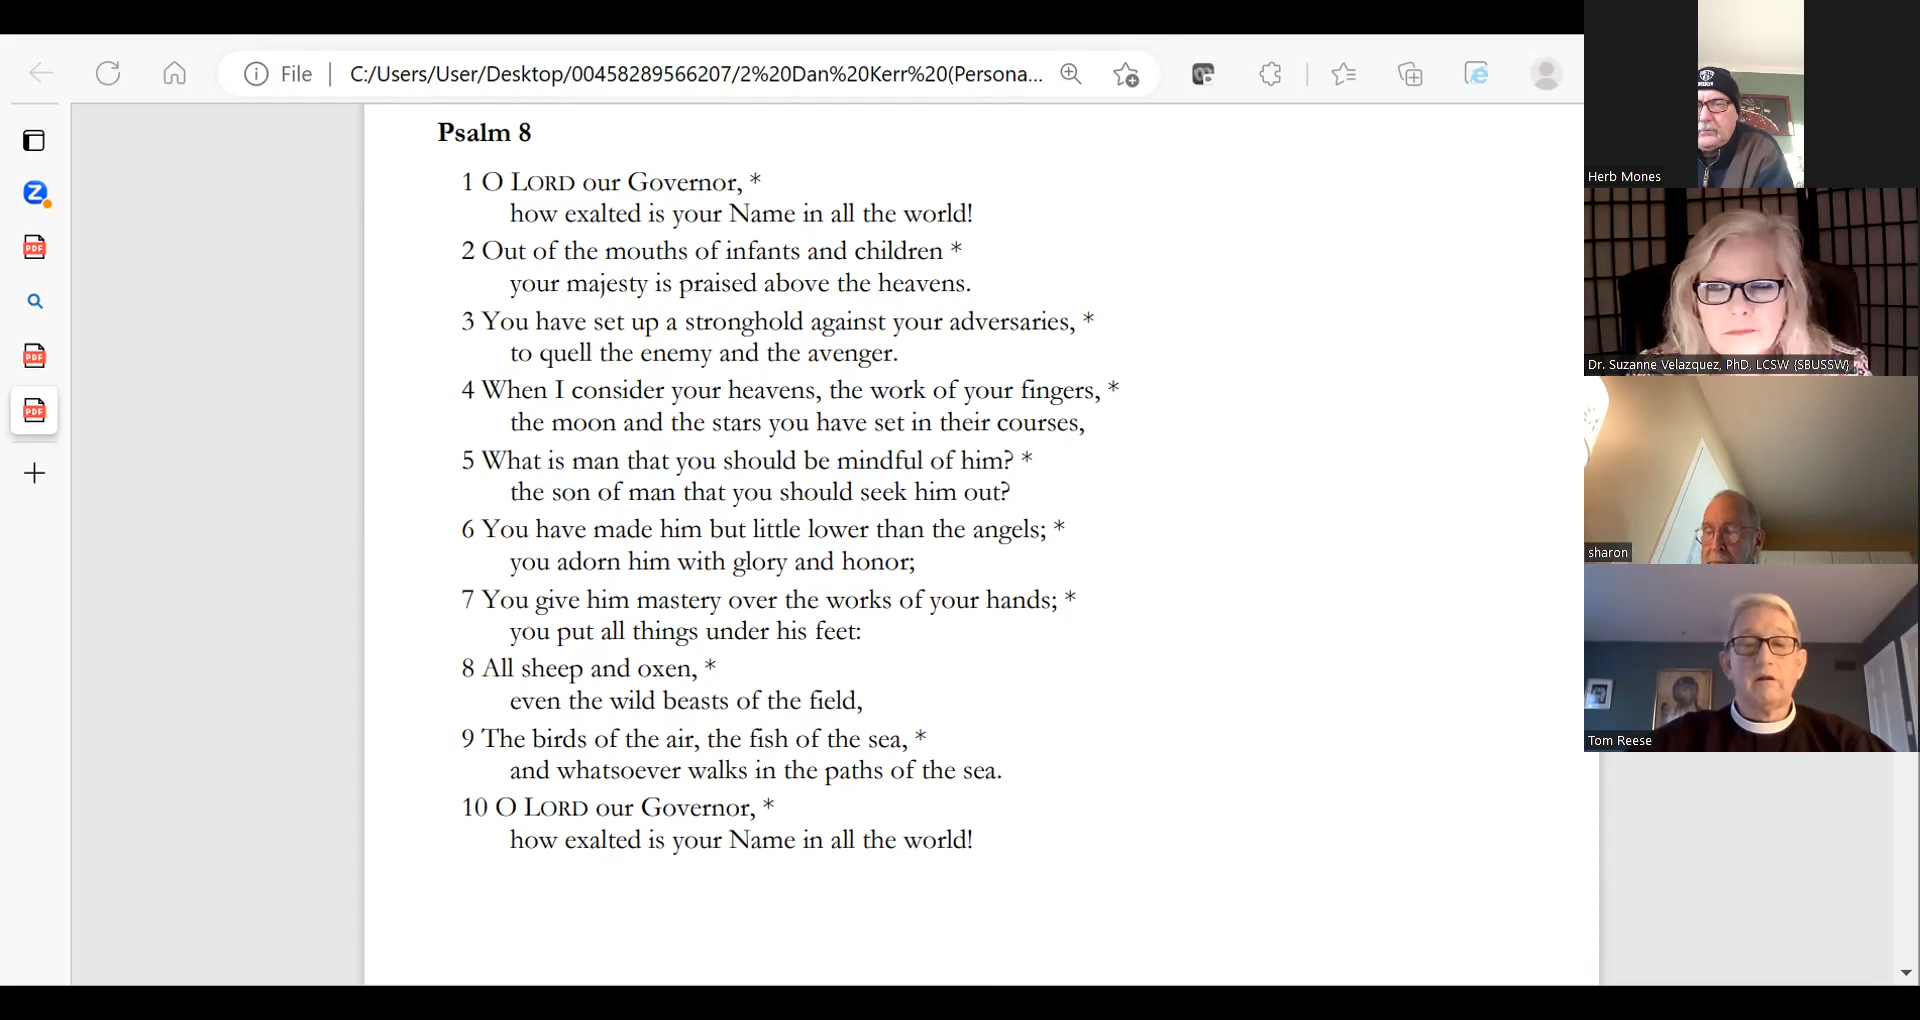 File
C:/Users/User/Desktop/00458289566207/2%20Dan%20Kerr%20(Persona...
Psalm 8
1 O LORD our Governor, *
how exalted is your Name in all the world!
2 Out of the mouths of infants and children *
your majesty is praised above the heavens.
3 You have set up a stronghold against your adversaries, *
to quell the enemy and the avenger.
4 When I consider your heavens, the work of your fingers, *
the moon and the stars you have set in their courses,
5 What is man that you should be mindful of him? *
the son of man that you should seek him out?
6 You have made him but little lower than the angels; *
you adorn him with glory and honor;
7 You give him mastery over the works of your hands; *
you put all things under his feet:
8 All sheep and oxen, *
even the wild beasts of the field,
9 The birds of the air, the fish of the sea, *
and whatsoever walks in the paths of the sea.
10 O LORD our Governor, *
how exalted is your Name in all the world!
Z
PDF
PDF
PDF
Herb Mones
Dr. Suzanne Velazquez, PhD, LCSW {SBUSSW}
sharon
Tom Reese